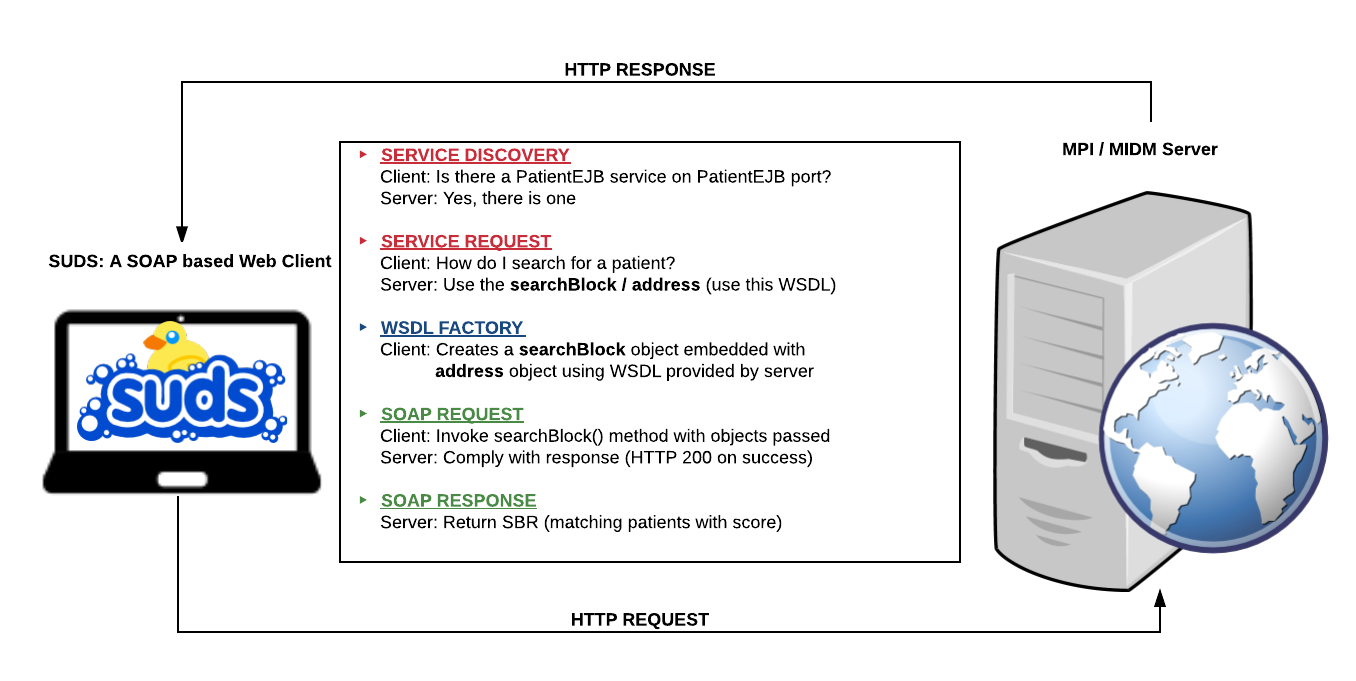 HTTP RESPONSE
MPI / MIDM Server
SUDS: A SOAP based Web Client
suds
SERVICE DISCOVERY
Client: Is there a PatientEJB service on PatientEJB port?
Server: Yes, there is one
SERVICE REQUEST
Client: How do I search for a patient?
Server: Use the searchBlock / address (use this WSDL)
WSDL FACTORY
Client: Creates a searchBlock object embedded with
address object using WSDL provided by server
SOAP REQUEST
Client: Invoke searchBlock() method with objects passed
Server: Comply with response (HTTP 200 on success)
SOAP RESPONSE
Server: Return SBR (matching patients with score)
HTTP REQUEST